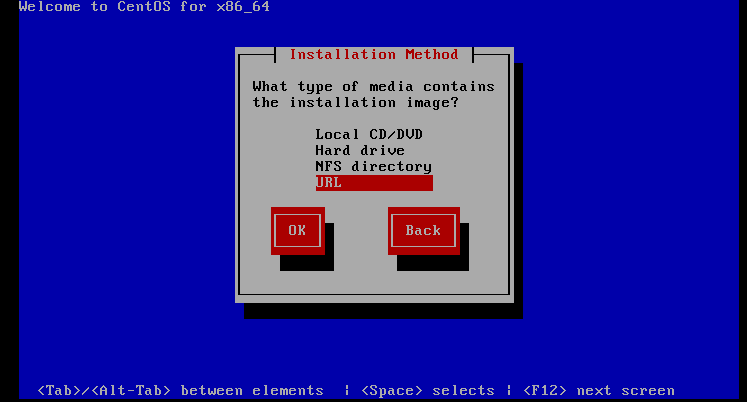 Welcome to CentOS for x86_64
Installation Method
What type of media contains
the installation image?
Local CD/DVD
Hard drive
NFS directory
URL
OK Back
<Tab>/<Alt-Tab> between elements | <Space> selects | <F12> next screen